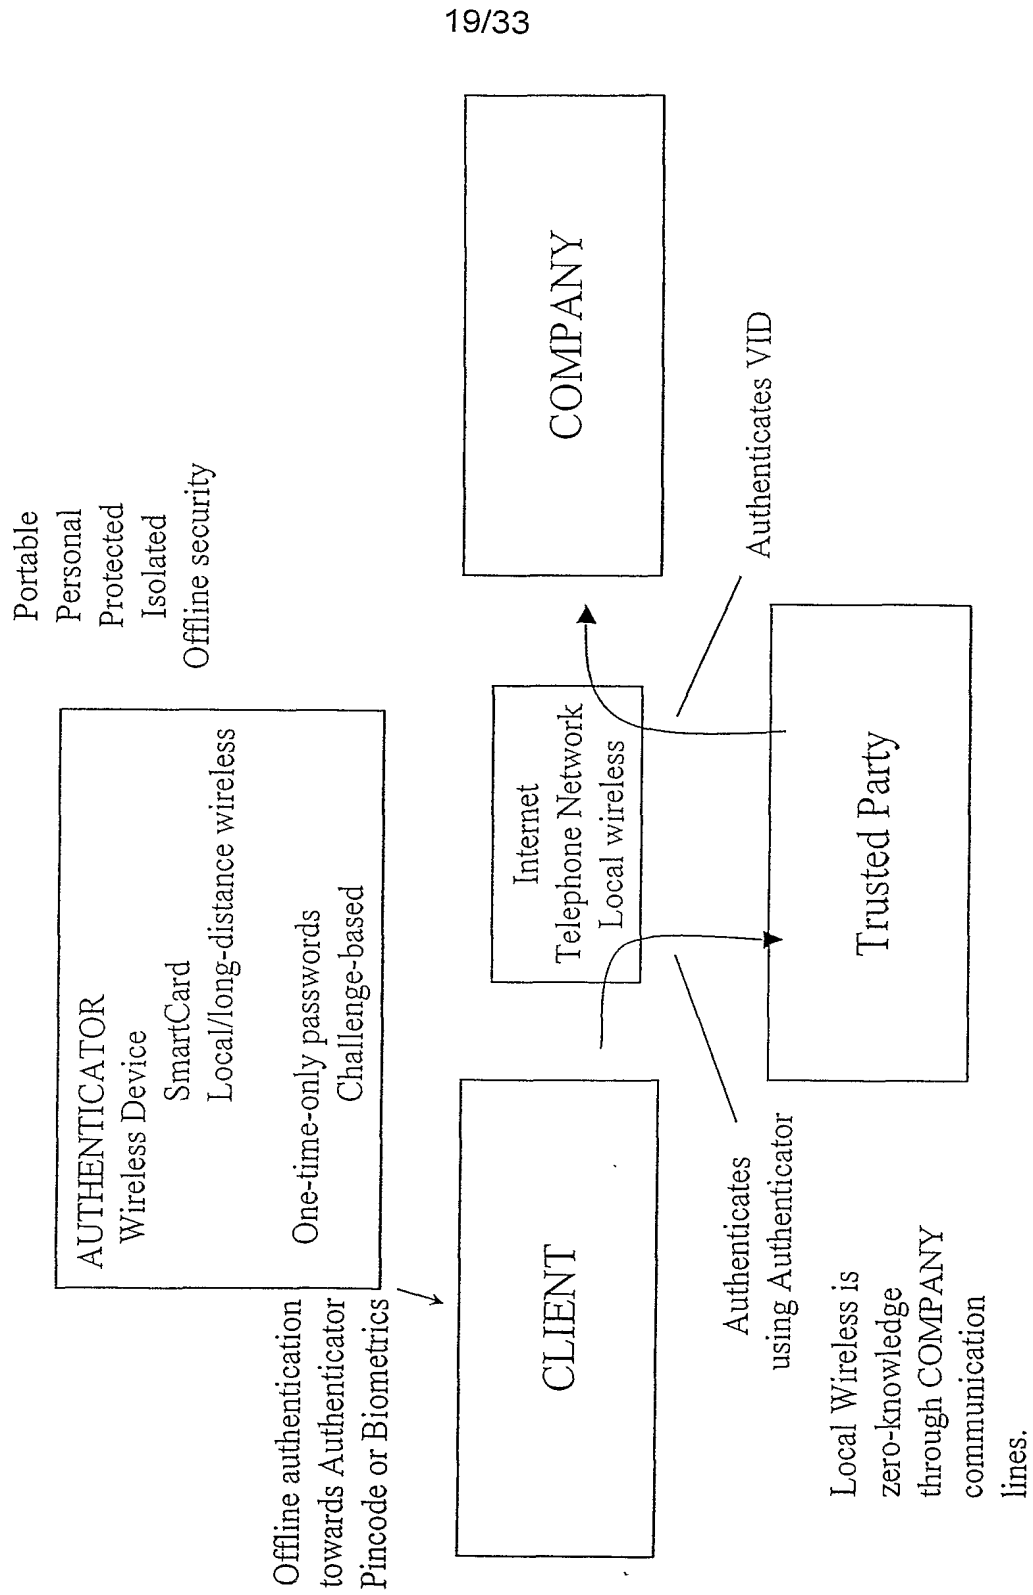 19/33
Portable
Personal
Protected
Isolated
Offline security
AUTHENTICATOR
Wireless Device
SmartCard
Local/long-distance wireless
One-time-only passwords
Challenge-based
Offline authentication
towards Authenticator
Pincode or Biometrics
CLIENT
Internet
Telephone Network
Local wireless
COMPANY
Authenticates
using Authenticator
Authenticates VID
Trusted Party
Local Wireless is
zero-knowledge
through COMPANY
communication
lines.